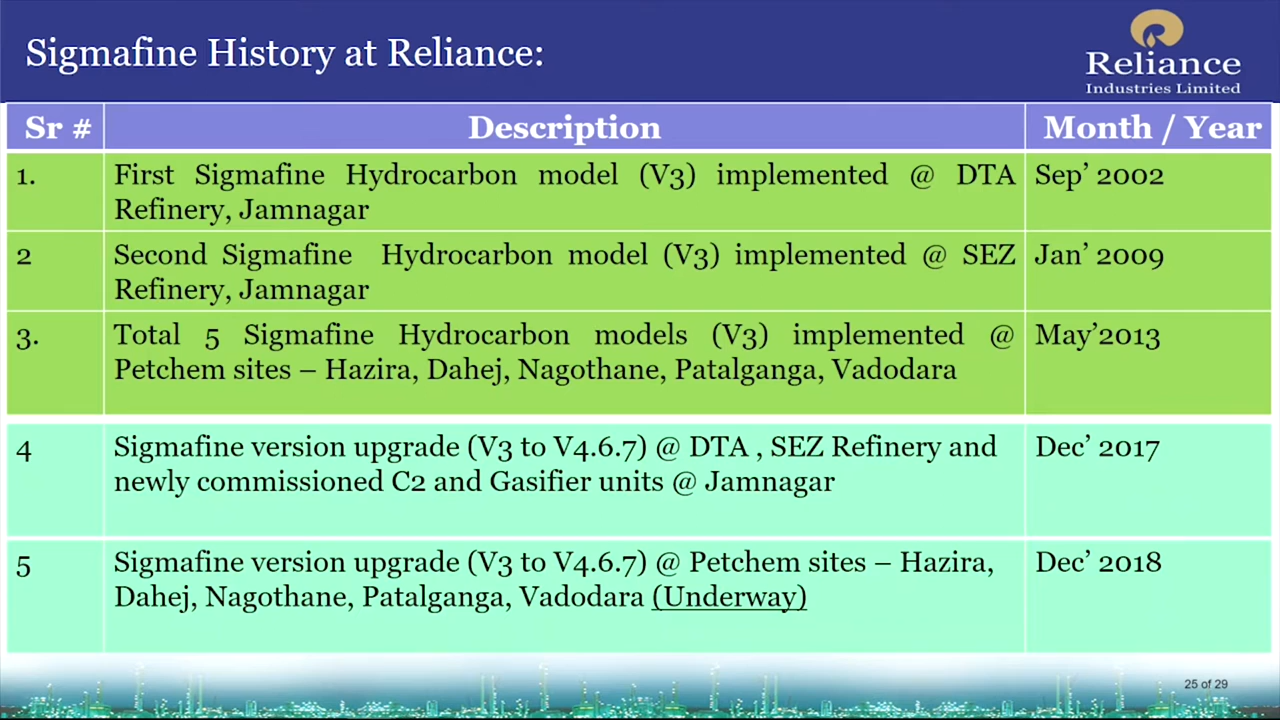 Sigmafine History at Reliance:
Reliance
Industries Limited
Sr # Description Month / Year
1. First Sigmafine Hydrocarbon model (V3) implemented @ DTA Sep’ 2002
Refinery, Jamnagar
2 Second Sigmafine Hydrocarbon model (V3) implemented @ SEZ Jan’ 2009
Refinery, Jamnagar
3. Total 5 Sigmafine Hydrocarbon models (V3) implemented @ May’2013
Petchem sites – Hazira, Dahej, Nagothane, Patalganga, Vadodara
4 Sigmafine version upgrade (V3 to V4.6.7) @ DTA , SEZ Refinery and Dec’ 2017
newly commissioned C2 and Gasifier units @ Jamnagar
5 Sigmafine version upgrade (V3 to V4.6.7) @ Petchem sites – Hazira, Dec’ 2018
Dahej, Nagothane, Patalganga, Vadodara (Underway)
25 of 29